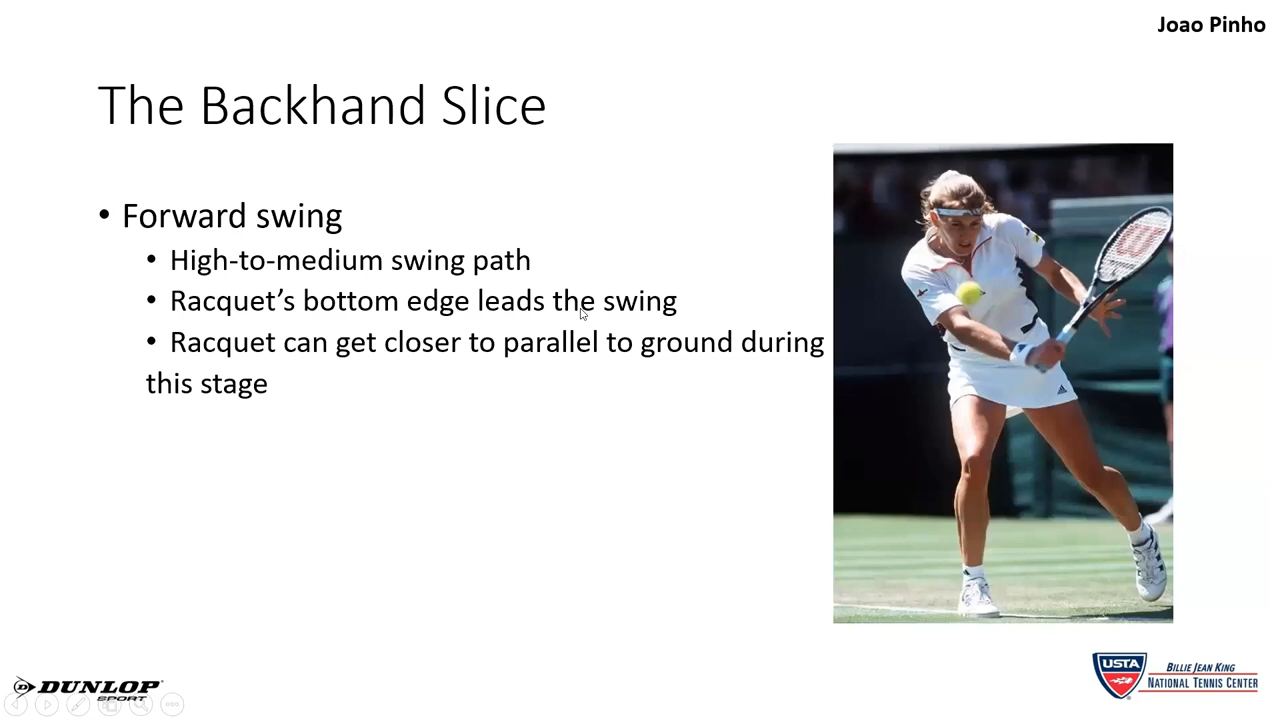 Joao Pinho
The Backhand Slice
• Forward swing
• High-to-medium swing path
• Racquet’s bottom edge leads the swing
• Racquet can get closer to parallel to ground during
this stage
DUNLOP
SPORT
USTA
BILLIE JEAN KING
NATIONAL TENNIS CENTER